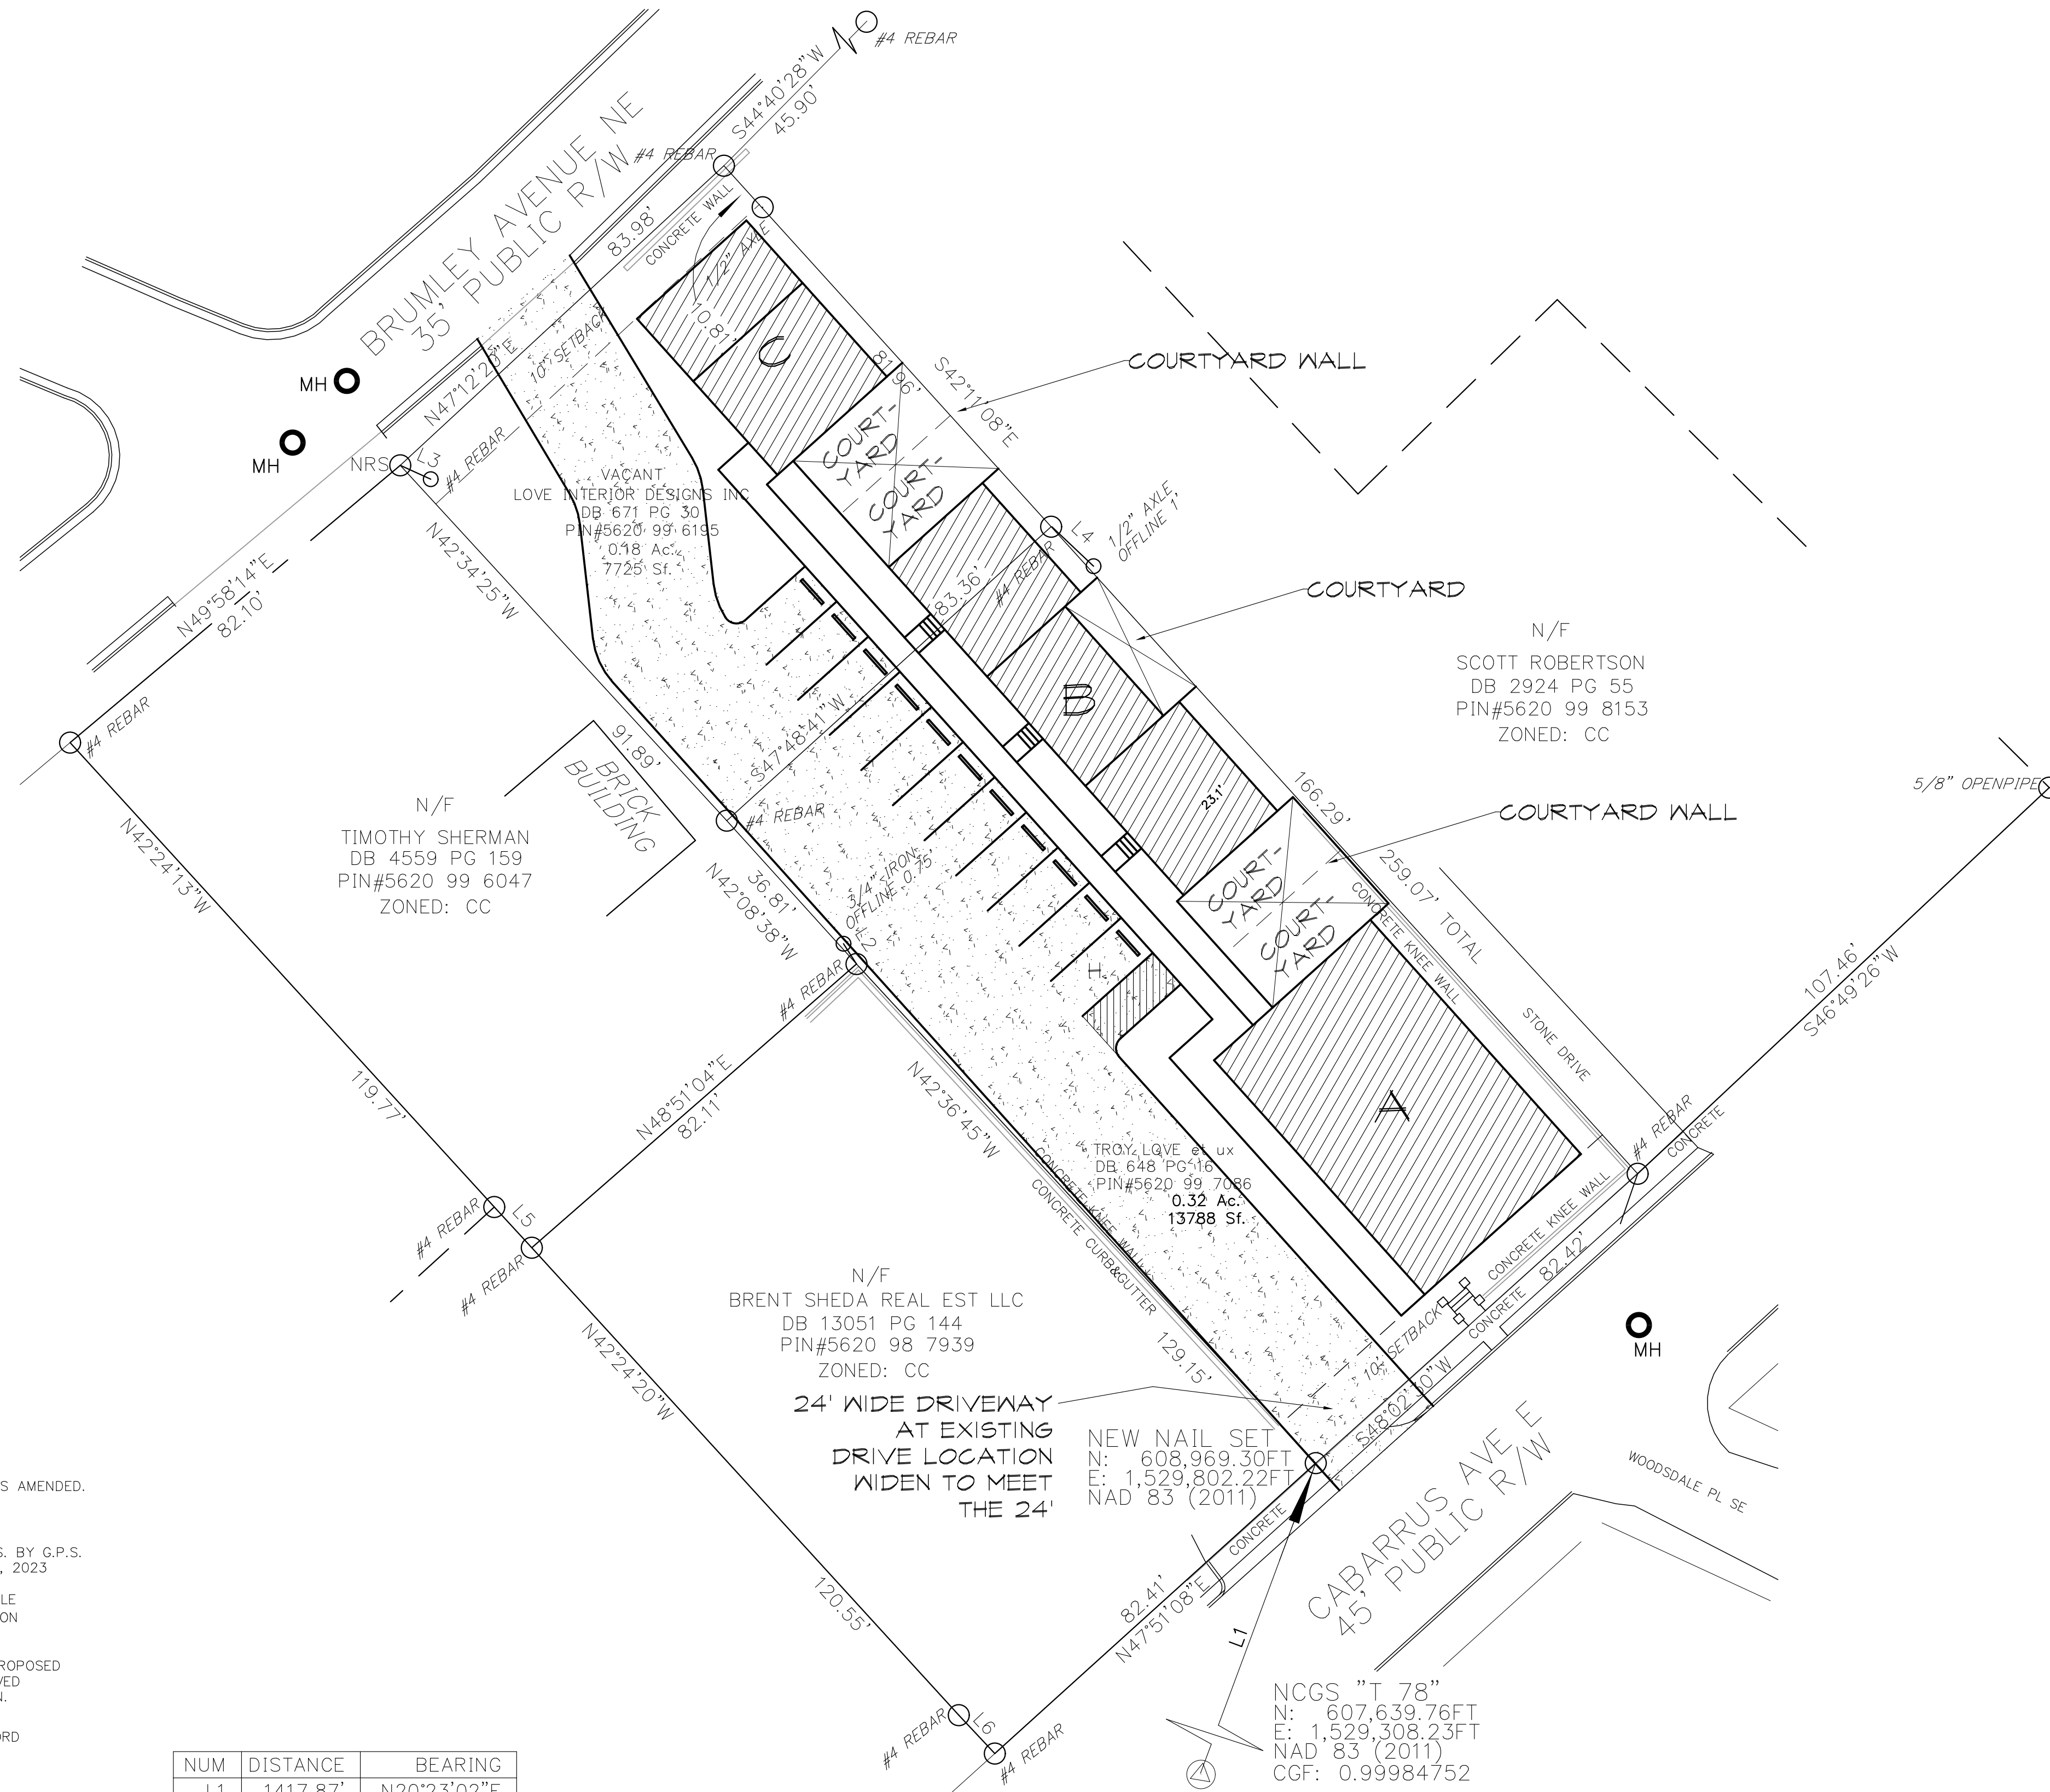 #4 REBAR
S44°40'28"W
45.90'
BRUMLEY AVENUE NE
35' PUBLIC R/W
#4 REBAR
83.98'
CONCRETE WALL
1/2" AXLE
10.81'
N47°12'20"E
10' SETBACK
C
MH
MH
NRS
L3
#4 REBAR
81.96'
S42°11'08"E
COURTYARD WALL
COURT-
YARD
COURT-
YARD
VACANT
LOVE INTERIOR DESIGNS INC
DB 671 PG 30
PIN#5620 99 6195
0.18 Ac.
7725 Sf.
N42°34'25"W
N49°58'14"E
82.10'
L4
1/2" AXLE
OFFLINE 1'
#4 REBAR
83.36'
S47°48'41"W
COURTYARD
N/F
SCOTT ROBERTSON
DB 2924 PG 55
PIN#5620 99 8153
ZONED: CC
B
23.1'
#4 REBAR
91.89'
BRICK
BUILDING
#4 REBAR
N/F
TIMOTHY SHERMAN
DB 4559 PG 159
PIN#5620 99 6047
ZONED: CC
N42°24'13"W
119.77'
166.29'
COURTYARD WALL
5/8" OPENPIPE
36.81'
N42°08'38"W
3/4" IRON
OFFLINE 0.75'
L2
#4 REBAR
COURT-
YARD
COURT-
YARD
259.07' TOTAL
CONCRETE KNEE WALL
STONE DRIVE
107.46'
S46°49'26"W
H
N48°51'04"E
82.11'
N42°36'45"W
A
#4 REBAR
CONCRETE
TROY LOVE et ux
DB 648 PG 16
PIN#5620 99 7086
0.32 Ac.
13788 Sf.
CONCRETE KNEE WALL
CONCRETE CURB&GUTTER
CONCRETE KNEE WALL
82.42'
CONCRETE
#4 REBAR
L5
#4 REBAR
N42°24'20"W
120.55'
N/F
BRENT SHEDA REAL EST LLC
DB 13051 PG 144
PIN#5620 98 7939
ZONED: CC
129.15'
10' SETBACK
S48°02'30"W
MH
24' WIDE DRIVEWAY
AT EXISTING
DRIVE LOCATION
WIDEN TO MEET
THE 24'
NEW NAIL SET
N: 608,969.30FT
E: 1,529,802.22FT
NAD 83 (2011)
CABARRUS AVE E
45' PUBLIC R/W
WOODSDALE PL SE
CONCRETE
82.41'
N47°51'08"E
L1
#4 REBAR
L6
#4 REBAR
NCGS "T 78"
N: 607,639.76FT
E: 1,529,308.23FT
NAD 83 (2011)
CGF: 0.99984752
S AMENDED.
S. BY G.P.S.
, 2023
LE
ON
ROPOSED
VED
N.
ORD
NUM DISTANCE BEARING
L1 1417.87' N20°23'02"E